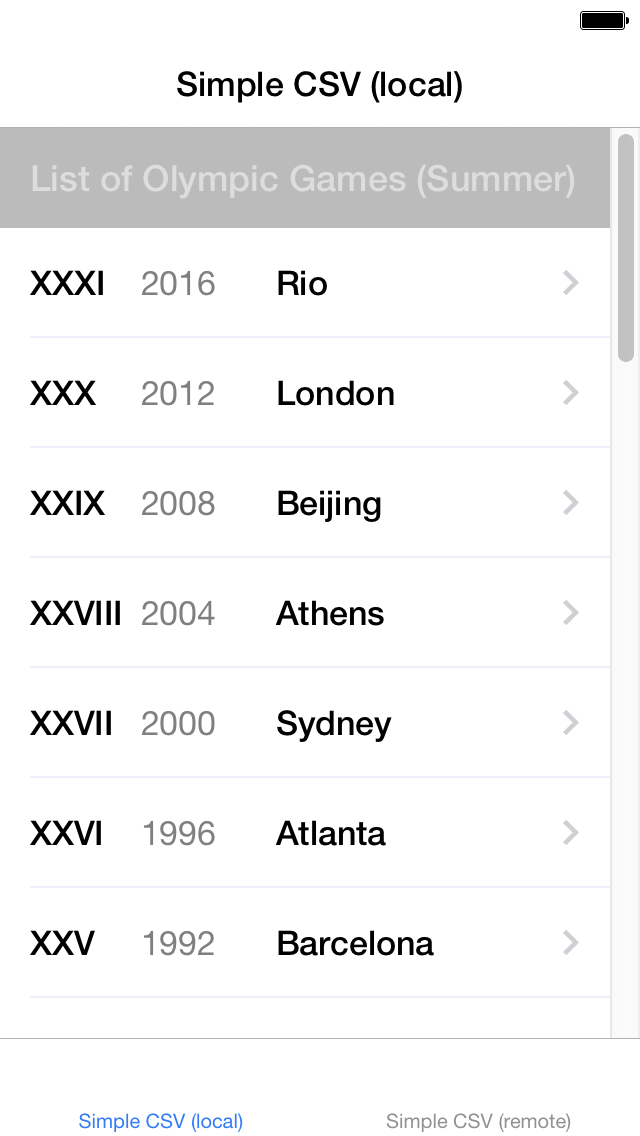 Simple CSV (local)
List of Olympic Games (Summer)
XXXI 2016 Rio
XXX 2012 London
XXIX 2008 Beijing
XXVIII 2004 Athens
XXVII 2000 Sydney
XXVI 1996 Atlanta
XXV 1992 Barcelona
Simple CSV (local) Simple CSV (remote)